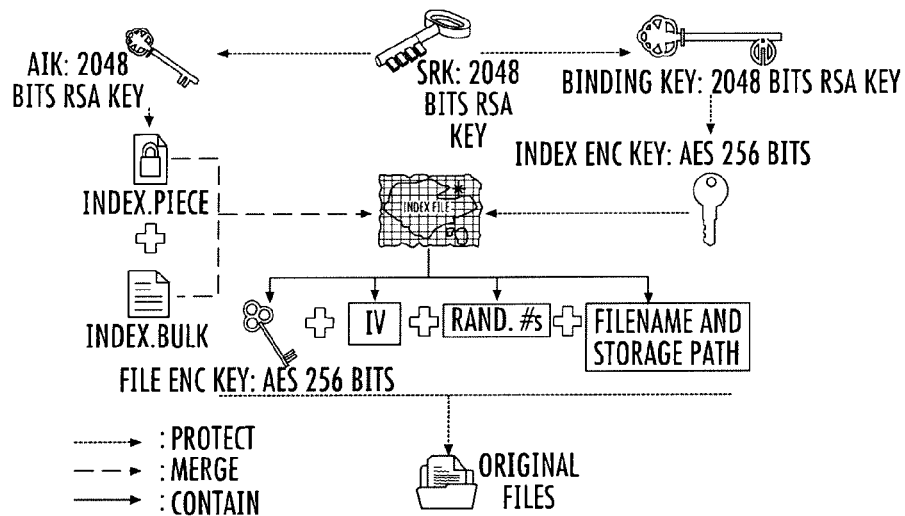 AIK: 2048
BITS RSA KEY
SRK: 2048
BITS RSA
KEY
BINDING KEY: 2048 BITS RSA KEY
INDEX ENC KEY: AES 256 BITS
INDEX.PIECE
INDEX FILE
INDEX.BULK
IV
RAND. #s
FILENAME AND
STORAGE PATH
FILE ENC KEY: AES 256 BITS
: PROTECT
: MERGE
: CONTAIN
ORIGINAL
FILES